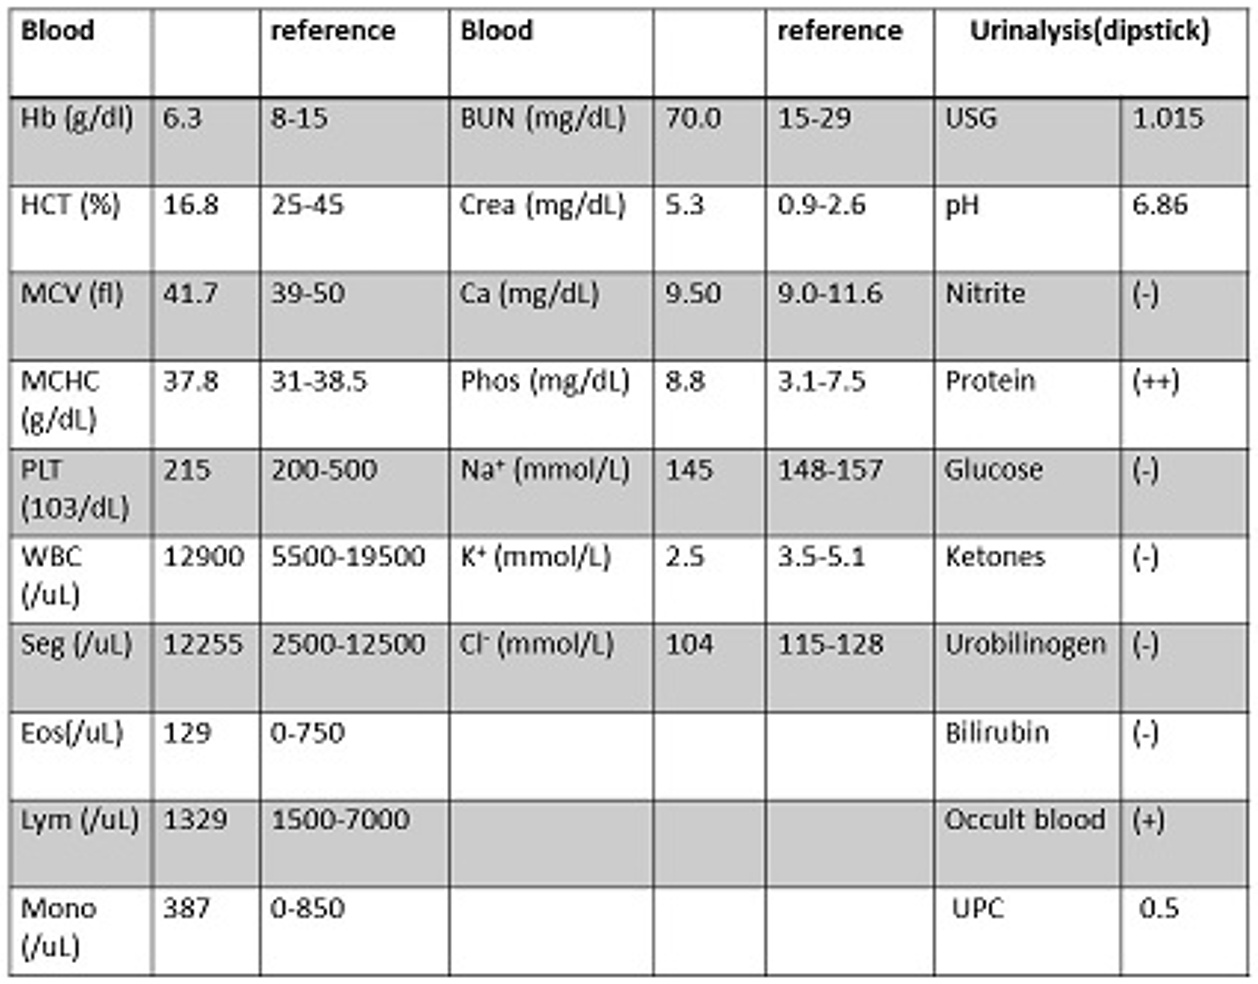 Blood reference Blood reference Urinalysis(dipstick)
Hb (g/dl) 6.3 8-15 BUN (mg/dL) 70.0 15-29 USG 1.015
HCT (%) 16.8 25-45 Crea (mg/dL) 5.3 0.9-2.6 pH 6.86
MCV (fl) 41.7 39-50 Ca (mg/dL) 9.50 9.0-11.6 Nitrite (-)
MCHC 37.8 31-38.5 Phos (mg/dL) 8.8 3.1-7.5 Protein (++)
(g/dL)
PLT 215 200-500 Na⁺ (mmol/L) 145 148-157 Glucose (-)
(103/dL)
WBC 12900 5500-19500 K⁺ (mmol/L) 2.5 3.5-5.1 Ketones (-)
(/uL)
Seg (/uL) 12255 2500-12500 Cl⁻ (mmol/L) 104 115-128 Urobilinogen (-)
Eos(/uL) 129 0-750 Bilirubin (-)
Lym (/uL) 1329 1500-7000 Occult blood (+)
Mono 387 0-850 UPC 0.5
(/uL)